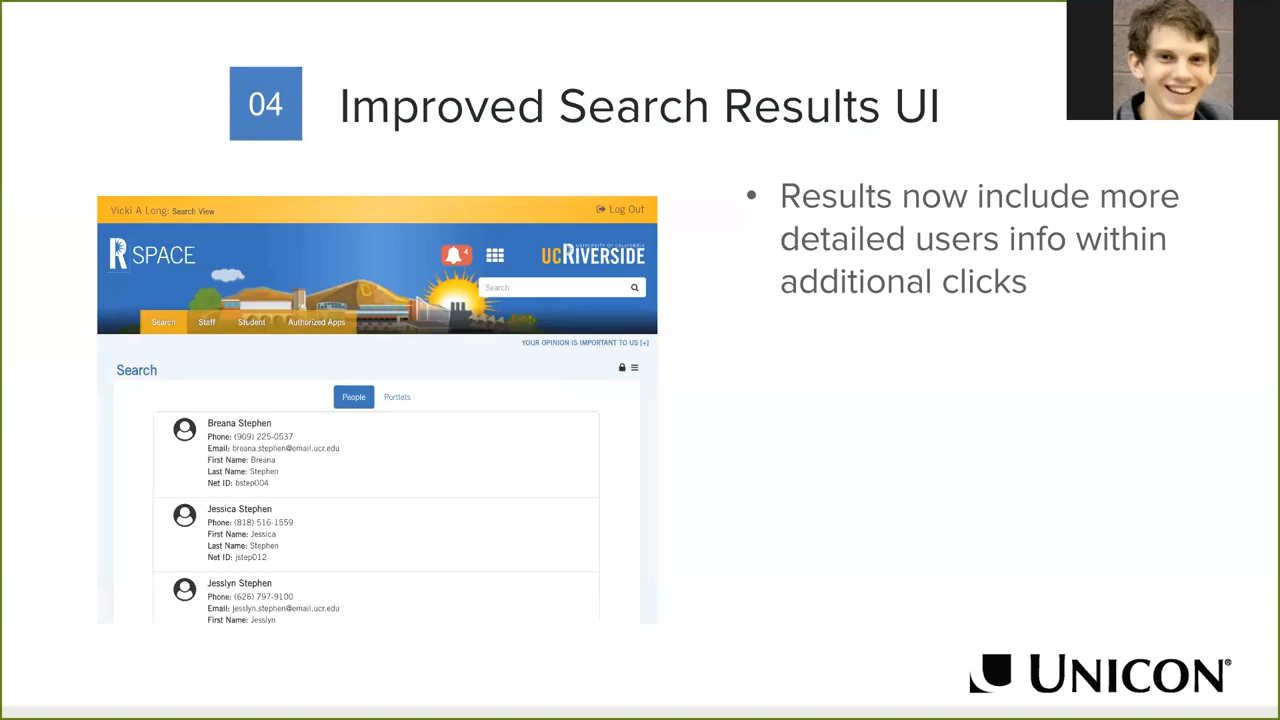 04
Improved Search Results UI
• Results now include more
detailed users info within
additional clicks
Vicki A Long: Search View
Log Out
R SPACE
4
UNIVERSITY OF CALIFORNIA
UCRIVERSIDE
Search
Search Staff Student Authorized Apps
YOUR OPINION IS IMPORTANT TO US [+]
Search
People Portlets
Breana Stephen
Phone: (909) 225-0537
Email: breana.stephen@email.ucr.edu
First Name: Breana
Last Name: Stephen
Net ID: bstep004
Jessica Stephen
Phone: (818) 516-1559
First Name: Jessica
Last Name: Stephen
Net ID: jstep012
Jesslyn Stephen
Phone: (626) 797-9100
Email: jesslyn.stephen@email.ucr.edu
First Name: Jesslyn
UNICON®